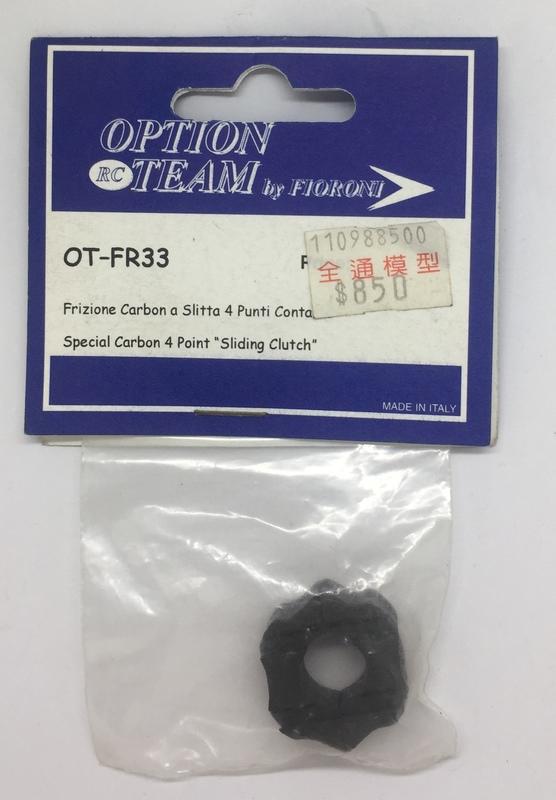 OPTION
RC TEAM by FIORONI
OT-FR33
110988500
全通模型
$850
Frizione Carbon a Slitta 4 Punti
Special Carbon 4 Point “Sliding Clutch”
MADE IN ITALY